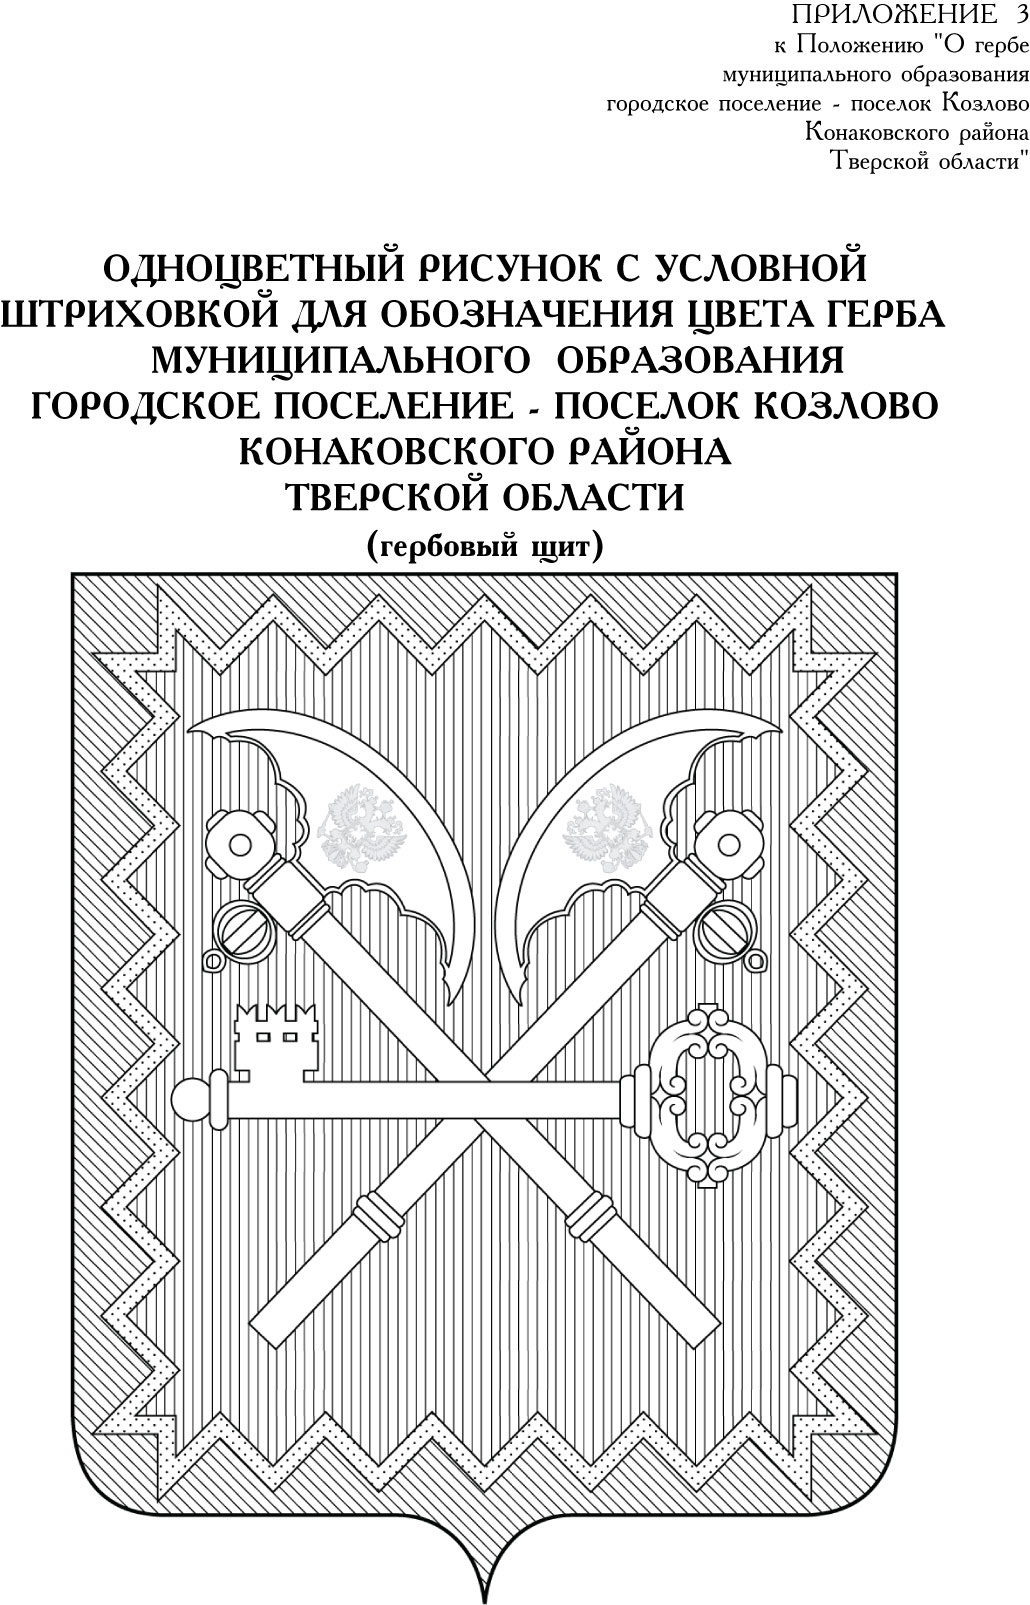 ПРИЛОЖЕНИЕ 3
к Положению "О гербе
муниципального образования
городское поселение - поселок Козлово
Конаковского района
Тверской области"
ОДНОЦВЕТНЫЙ РИСУНОК С УСЛОВНОЙ
ШТРИХОВКОЙ ДЛЯ ОБОЗНАЧЕНИЯ ЦВЕТА ГЕРБА
МУНИЦИПАЛЬНОГО ОБРАЗОВАНИЯ
ГОРОДСКОЕ ПОСЕЛЕНИЕ - ПОСЕЛОК КОЗЛОВО
КОНАКОВСКОГО РАЙОНА
ТВЕРСКОЙ ОБЛАСТИ
(гербовый щит)